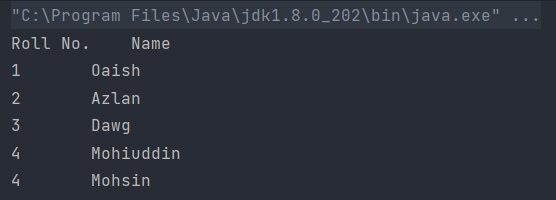 "C:\Program Files\Java\jdk1.8.0_202\bin\java.exe" ...
Roll No.    Name
1       Oaish
2       Azlan
3       Dawg
4       Mohiuddin
4       Mohsin